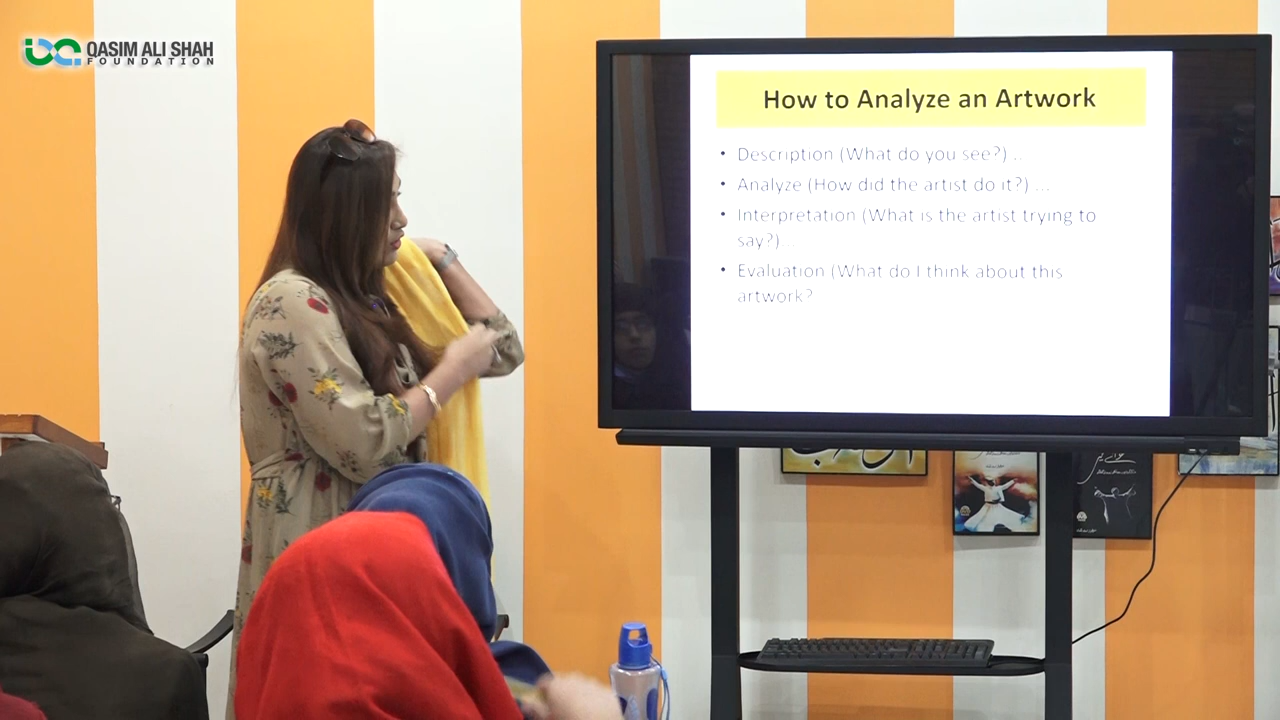 QASIM ALI SHAH
FOUNDATION
How to Analyze an Artwork
• Description (What do you see?) ..
• Analyze (How did the artist do it?) ...
• Interpretation (What is the artist trying to
say?)...
• Evaluation (What do I think about this
artwork?